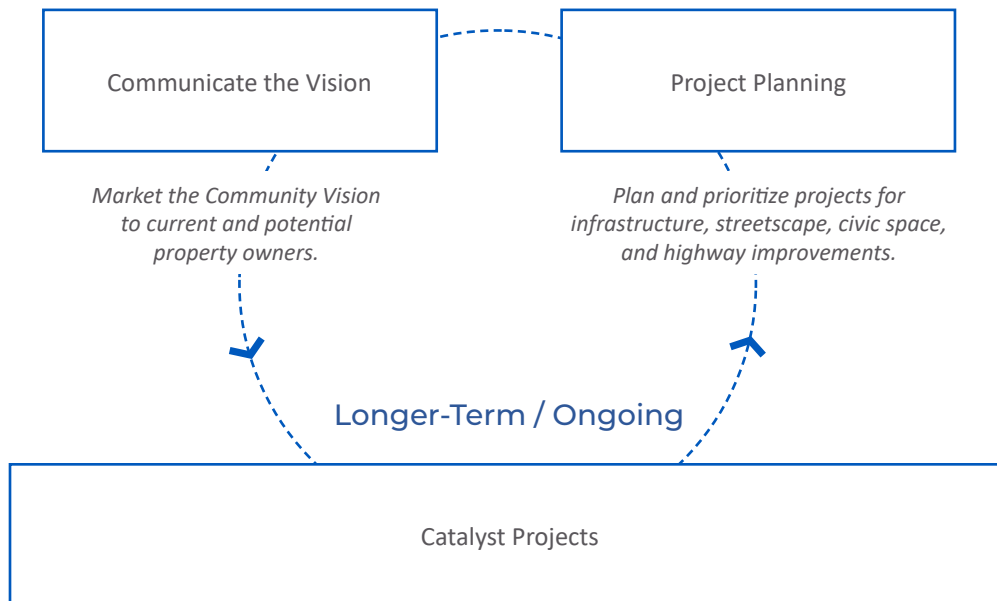 Communicate the Vision
Project Planning
Market the Community Vision
to current and potential
property owners.
Plan and prioritize projects for
infrastructure, streetscape, civic space,
and highway improvements.
Longer-Term / Ongoing
Catalyst Projects